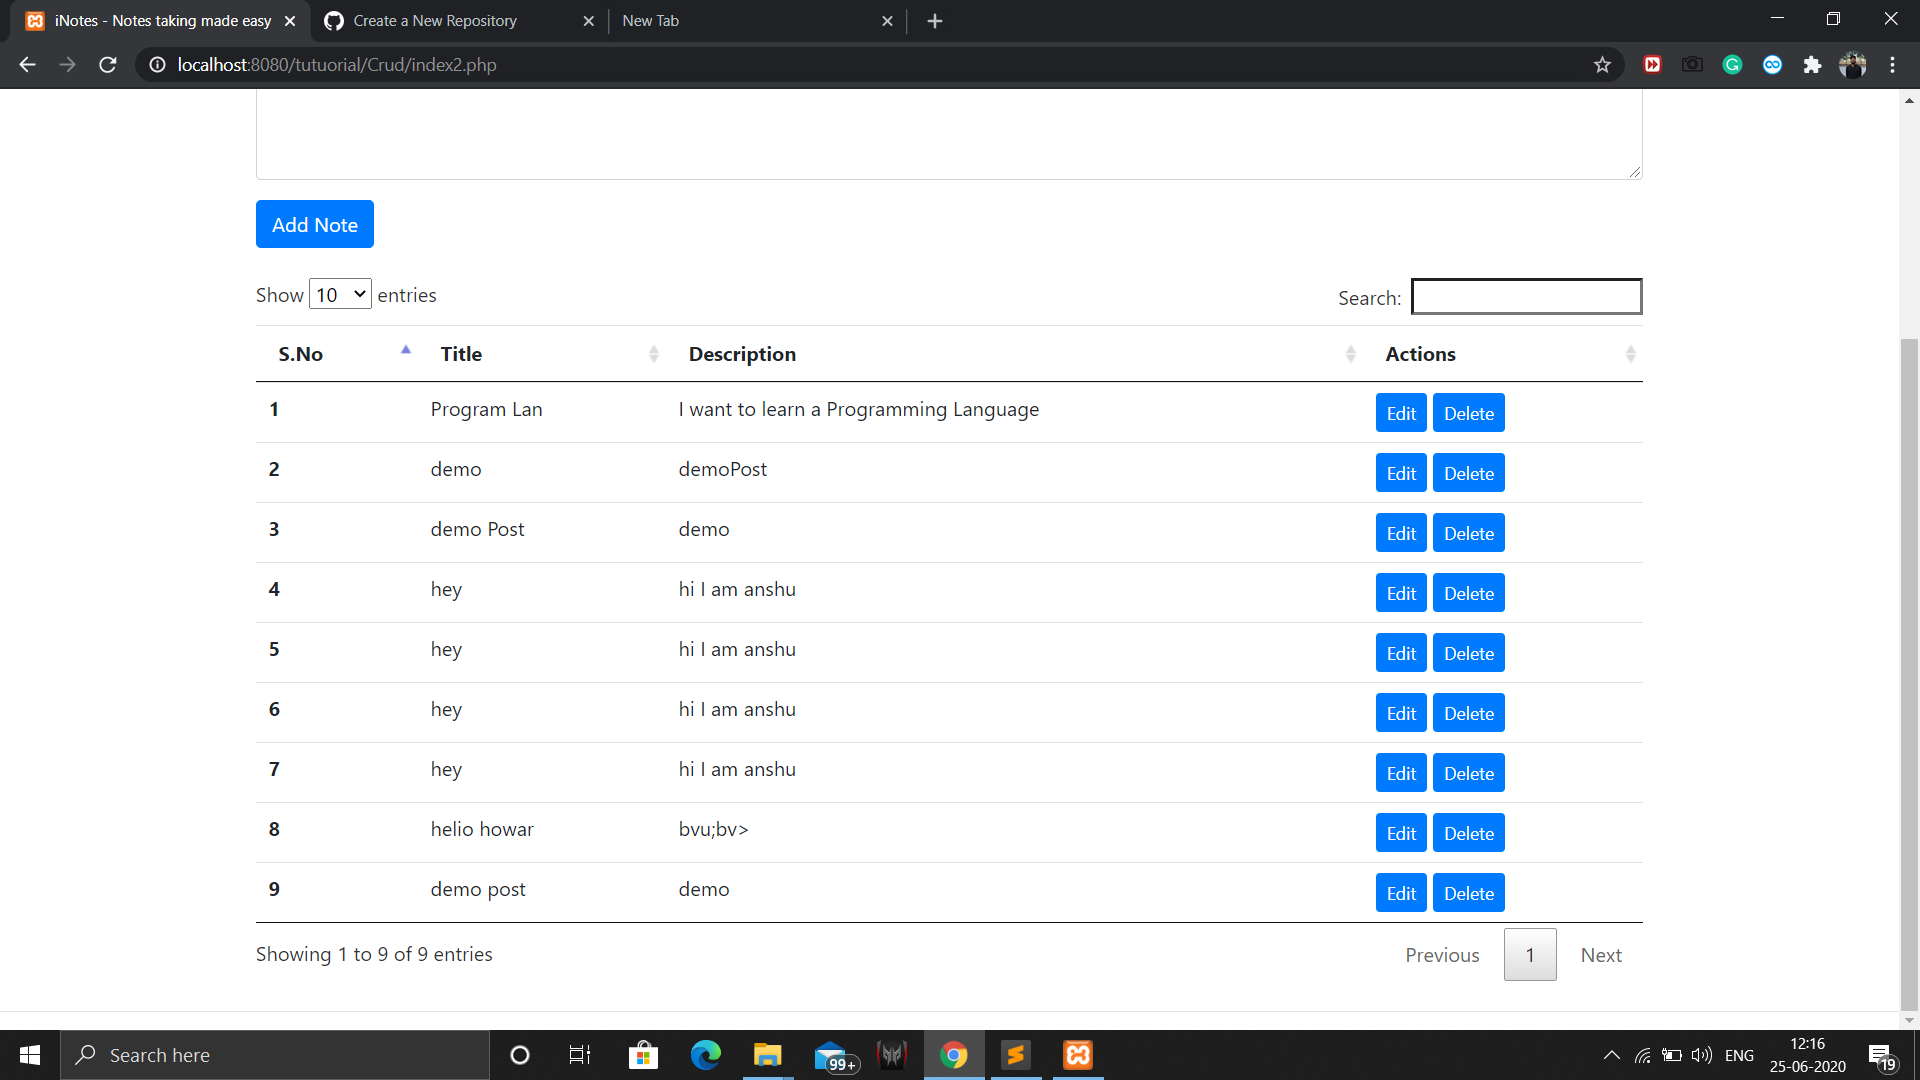 iNotes - Notes taking made easy
Create a New Repository
New Tab
localhost:8080/tutuorial/Crud/index2.php
Add Note
Show 10 entries
Search:
S.No Title Description Actions
1 Program Lan I want to learn a Programming Language Edit Delete
2 demo demoPost Edit Delete
3 demo Post demo Edit Delete
4 hey hi I am anshu Edit Delete
5 hey hi I am anshu Edit Delete
6 hey hi I am anshu Edit Delete
7 hey hi I am anshu Edit Delete
8 helio howar bvu;bv> Edit Delete
9 demo post demo Edit Delete
Showing 1 to 9 of 9 entries
Previous 1 Next
Search here
99+
ENG
12:16
25-06-2020
19